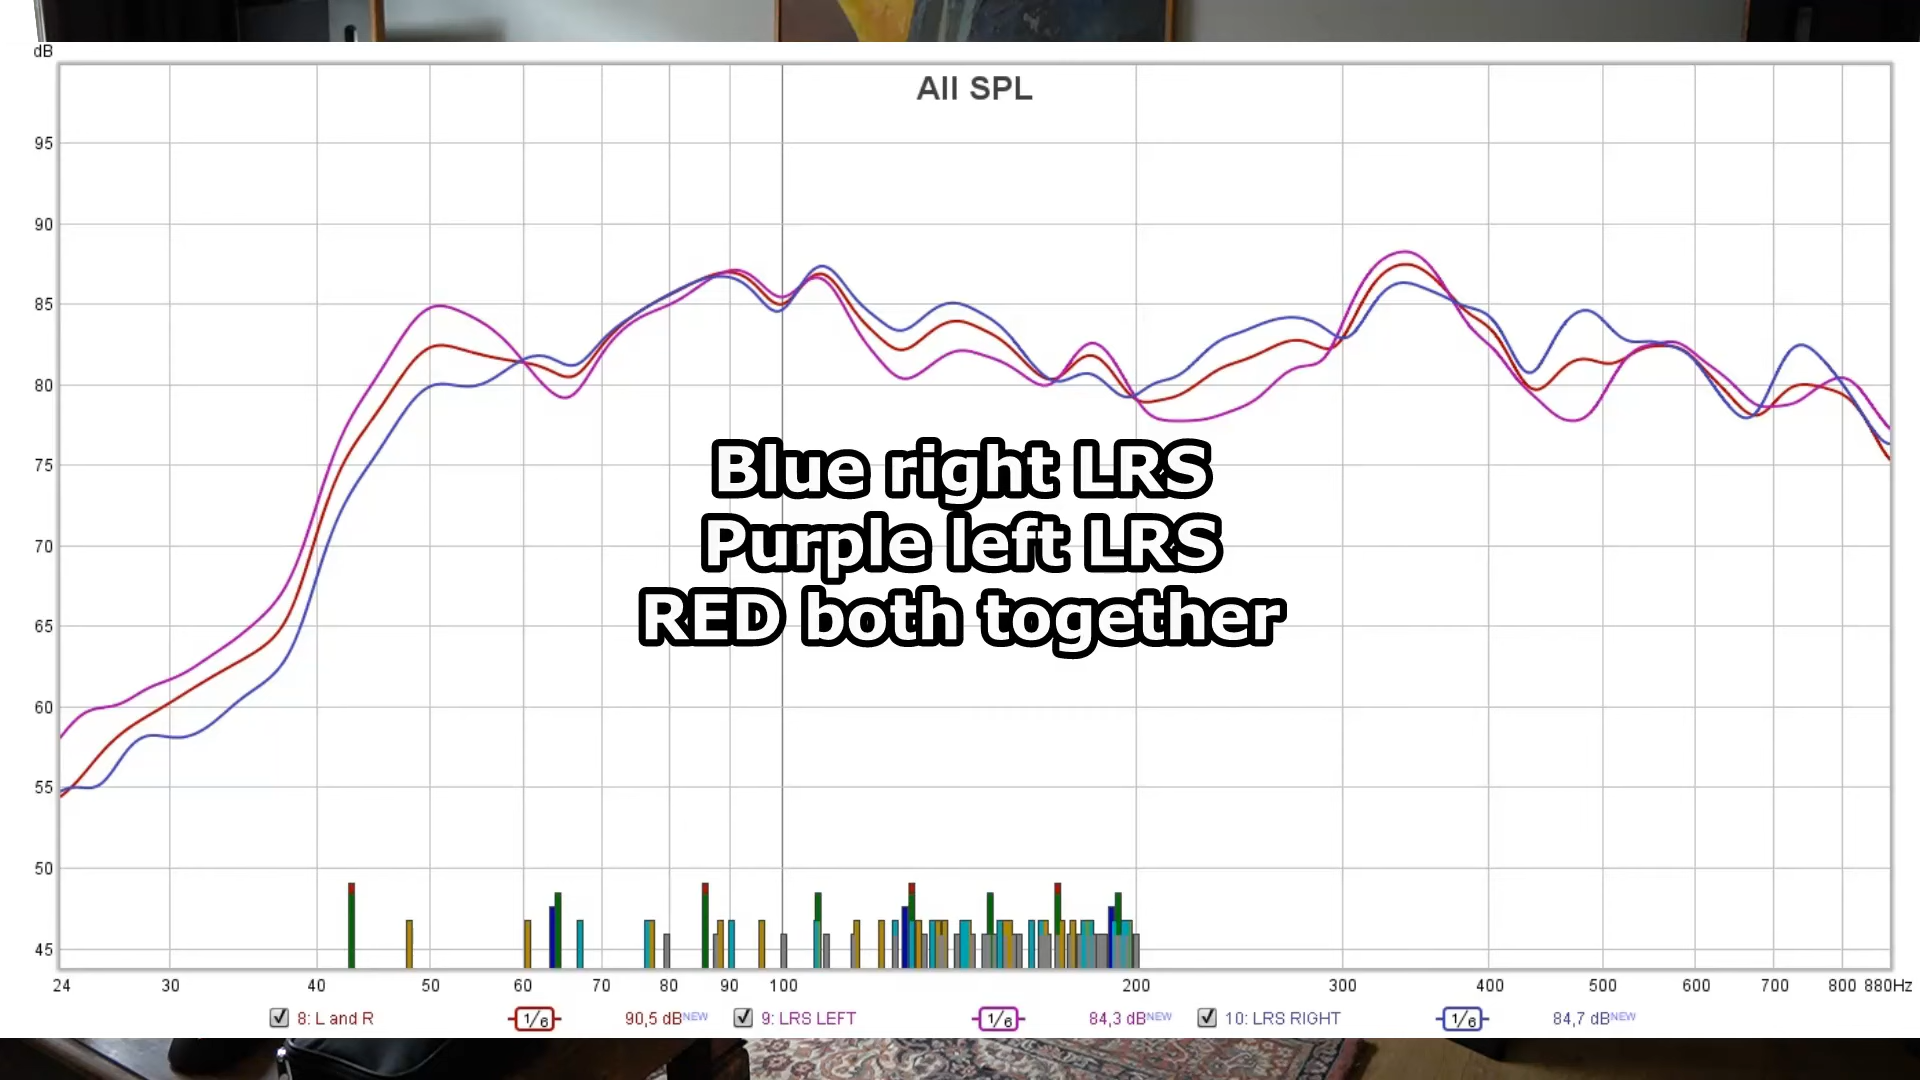 dB
All SPL
95
90
85
80
75
70
65
60
55
50
45
Blue right LRS
Purple left LRS
RED both together
24 30 40 50 60 70 80 90 100 200 300 400 500 600 700 800 880Hz
8: L and R 1/6 90,5 dB NEW 9: LRS LEFT 1/6 84,3 dB NEW 10: LRS RIGHT 1/6 84,7 dB NEW